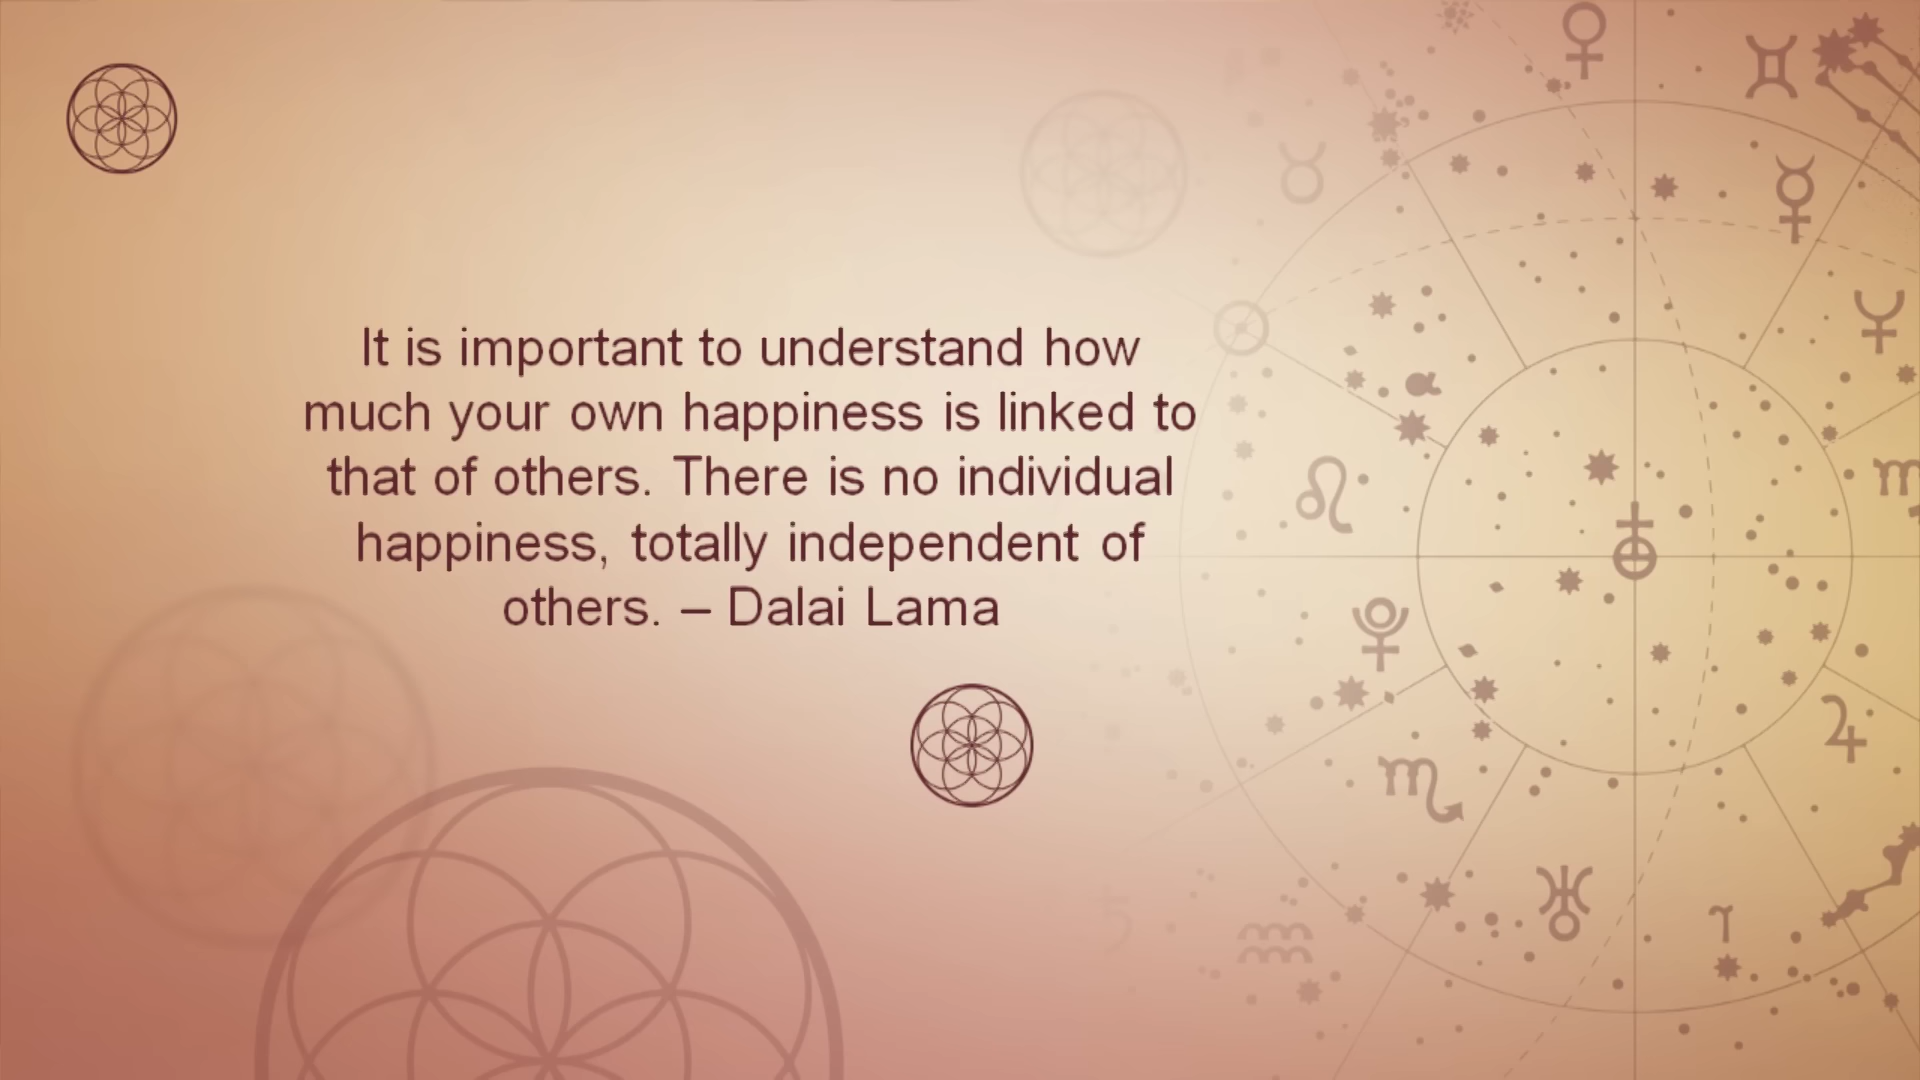 It is important to understand how
much your own happiness is linked to
that of others. There is no individual
happiness, totally independent of
others. – Dalai Lama